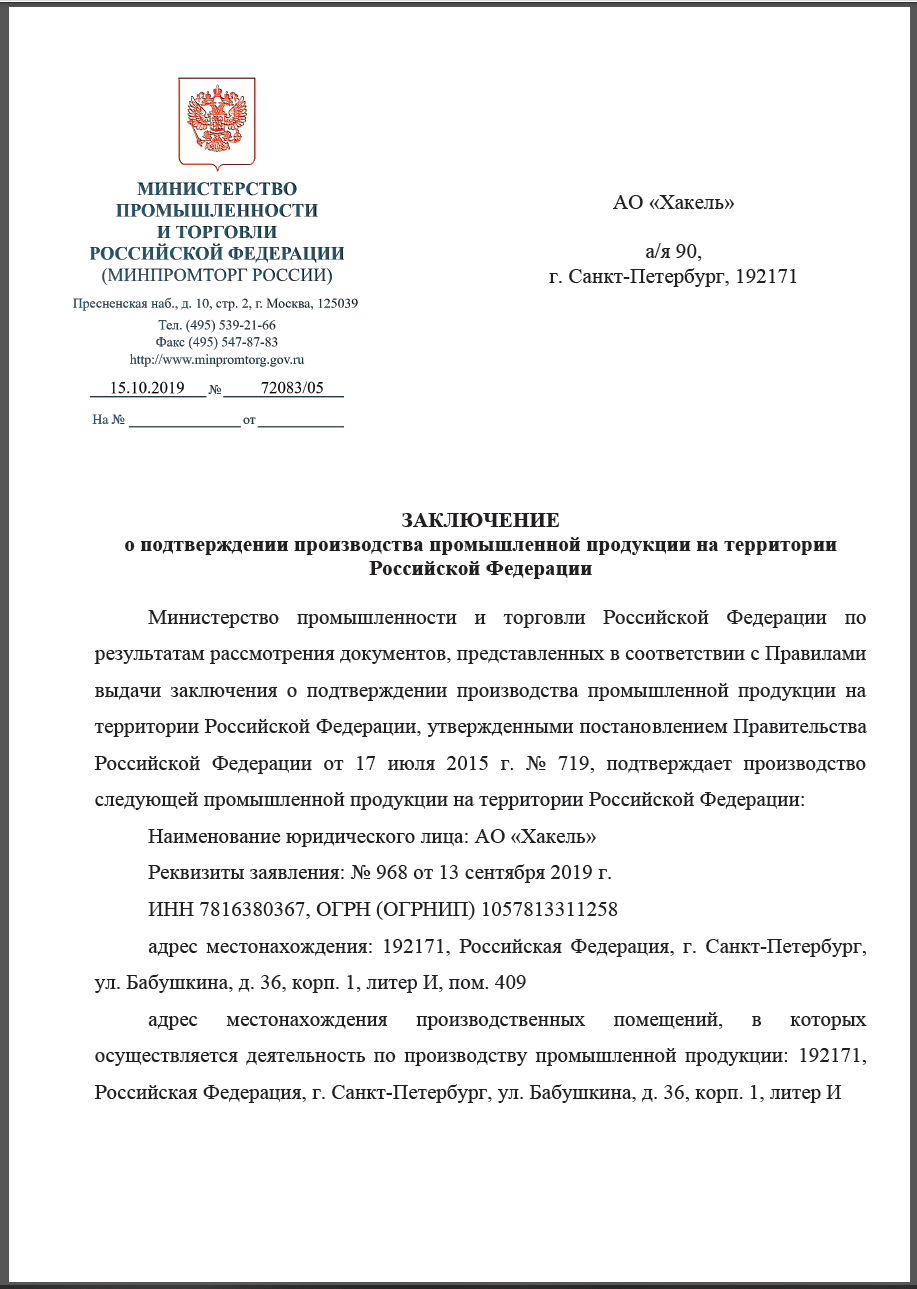 МИНИСТЕРСТВО
ПРОМЫШЛЕННОСТИ
И ТОРГОВЛИ
РОССИЙСКОЙ ФЕДЕРАЦИИ
(МИНПРОМТОРГ РОССИИ)
Пресненская наб., д. 10, стр. 2, г. Москва, 125039
Тел. (495) 539-21-66
Факс (495) 547-87-83
http://www.minpromtorg.gov.ru
15.10.2019 № 72083/05
На № от
АО «Хакель»
а/я 90,
г. Санкт-Петербург, 192171
ЗАКЛЮЧЕНИЕ
о подтверждении производства промышленной продукции на территории
Российской Федерации
Министерство промышленности и торговли Российской Федерации по
результатам рассмотрения документов, представленных в соответствии с Правилами
выдачи заключения о подтверждении производства промышленной продукции на
территории Российской Федерации, утвержденными постановлением Правительства
Российской Федерации от 17 июля 2015 г. № 719, подтверждает производство
следующей промышленной продукции на территории Российской Федерации:
Наименование юридического лица: АО «Хакель»
Реквизиты заявления: № 968 от 13 сентября 2019 г.
ИНН 7816380367, ОГРН (ОГРНИП) 1057813311258
адрес местонахождения: 192171, Российская Федерация, г. Санкт-Петербург,
ул. Бабушкина, д. 36, корп. 1, литер И, пом. 409
адрес местонахождения производственных помещений, в которых
осуществляется деятельность по производству промышленной продукции: 192171,
Российская Федерация, г. Санкт-Петербург, ул. Бабушкина, д. 36, корп. 1, литер И